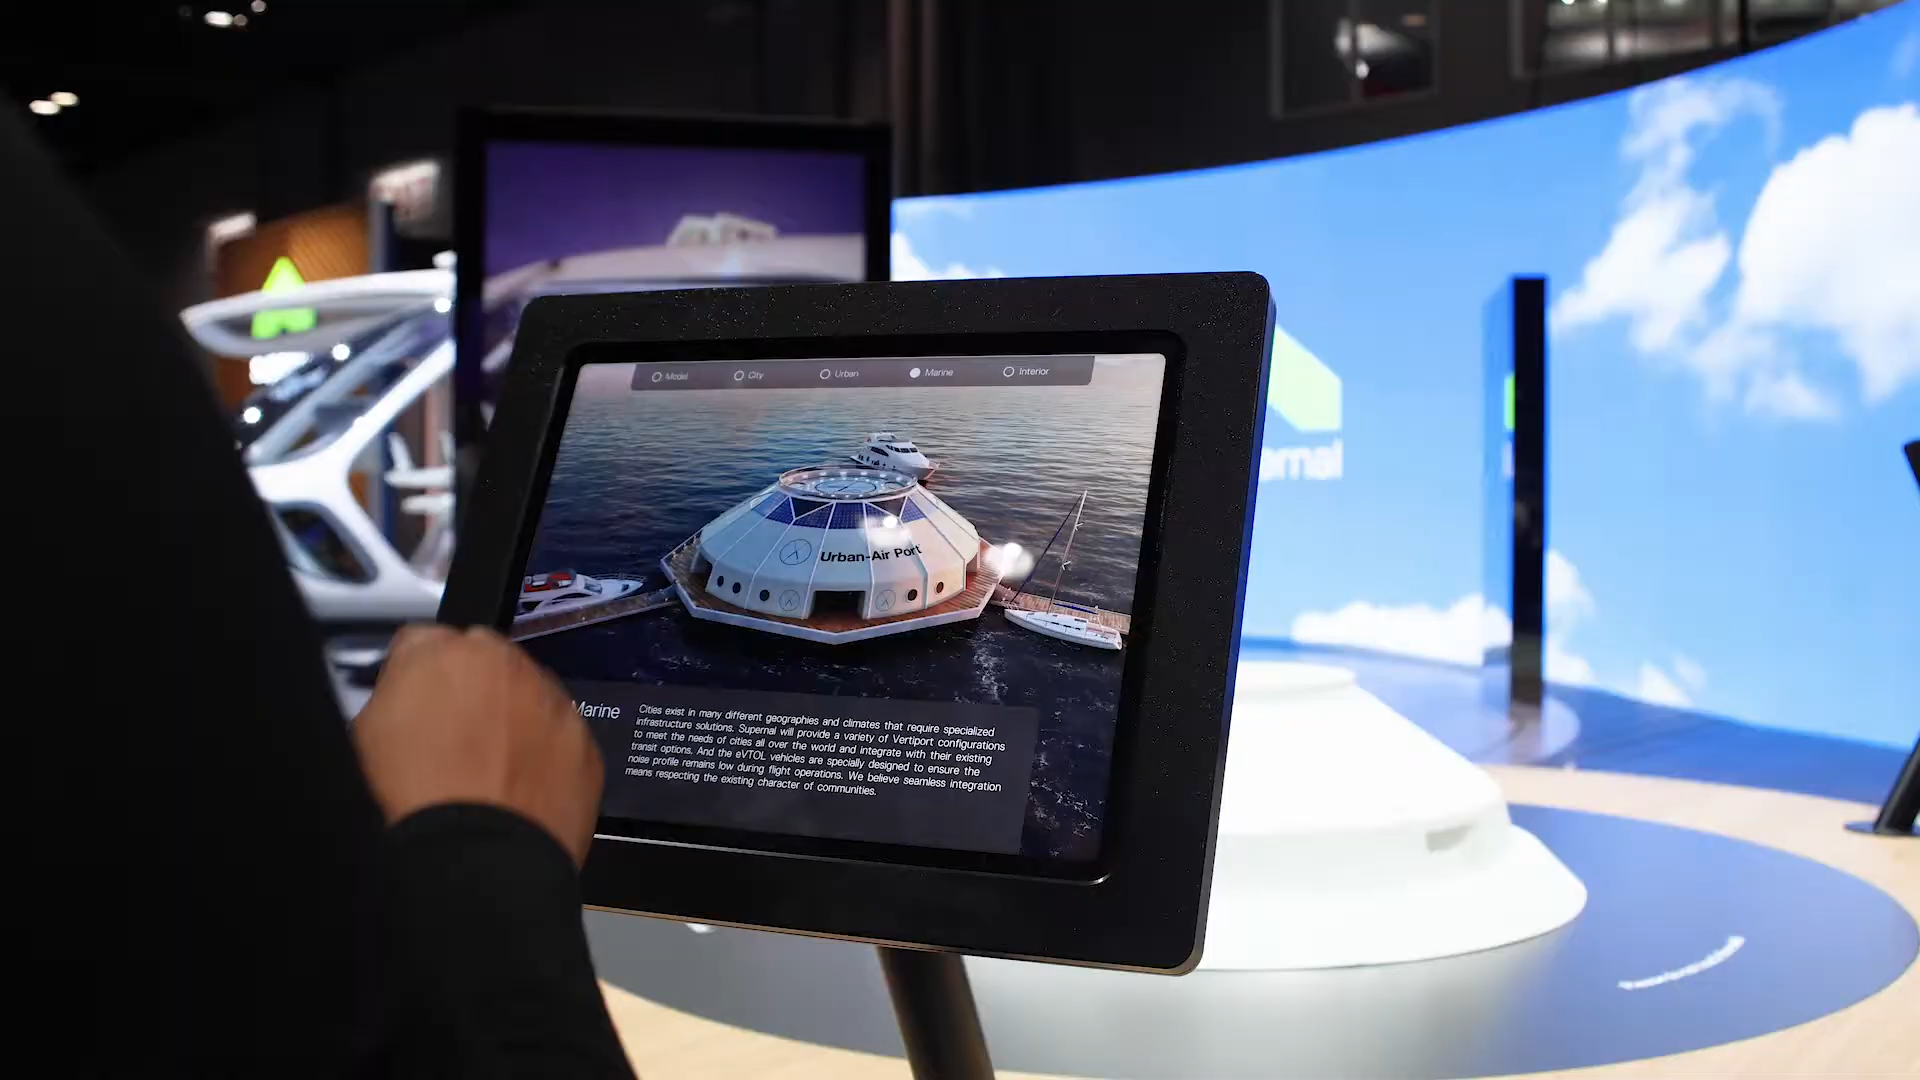 Model
City
Urban
Marine
Interior
ernal
Urban-Air Port
Marine
Cities exist in many different geographies and climates that require specialized
infrastructure solutions. Supernal will provide a variety of Vertiport configurations
to meet the needs of cities all over the world and integrate with their existing
transit options. And the eVTOL vehicles are specially designed to ensure the
noise profile remains low during flight operations. We believe seamless integration
means respecting the existing character of communities.